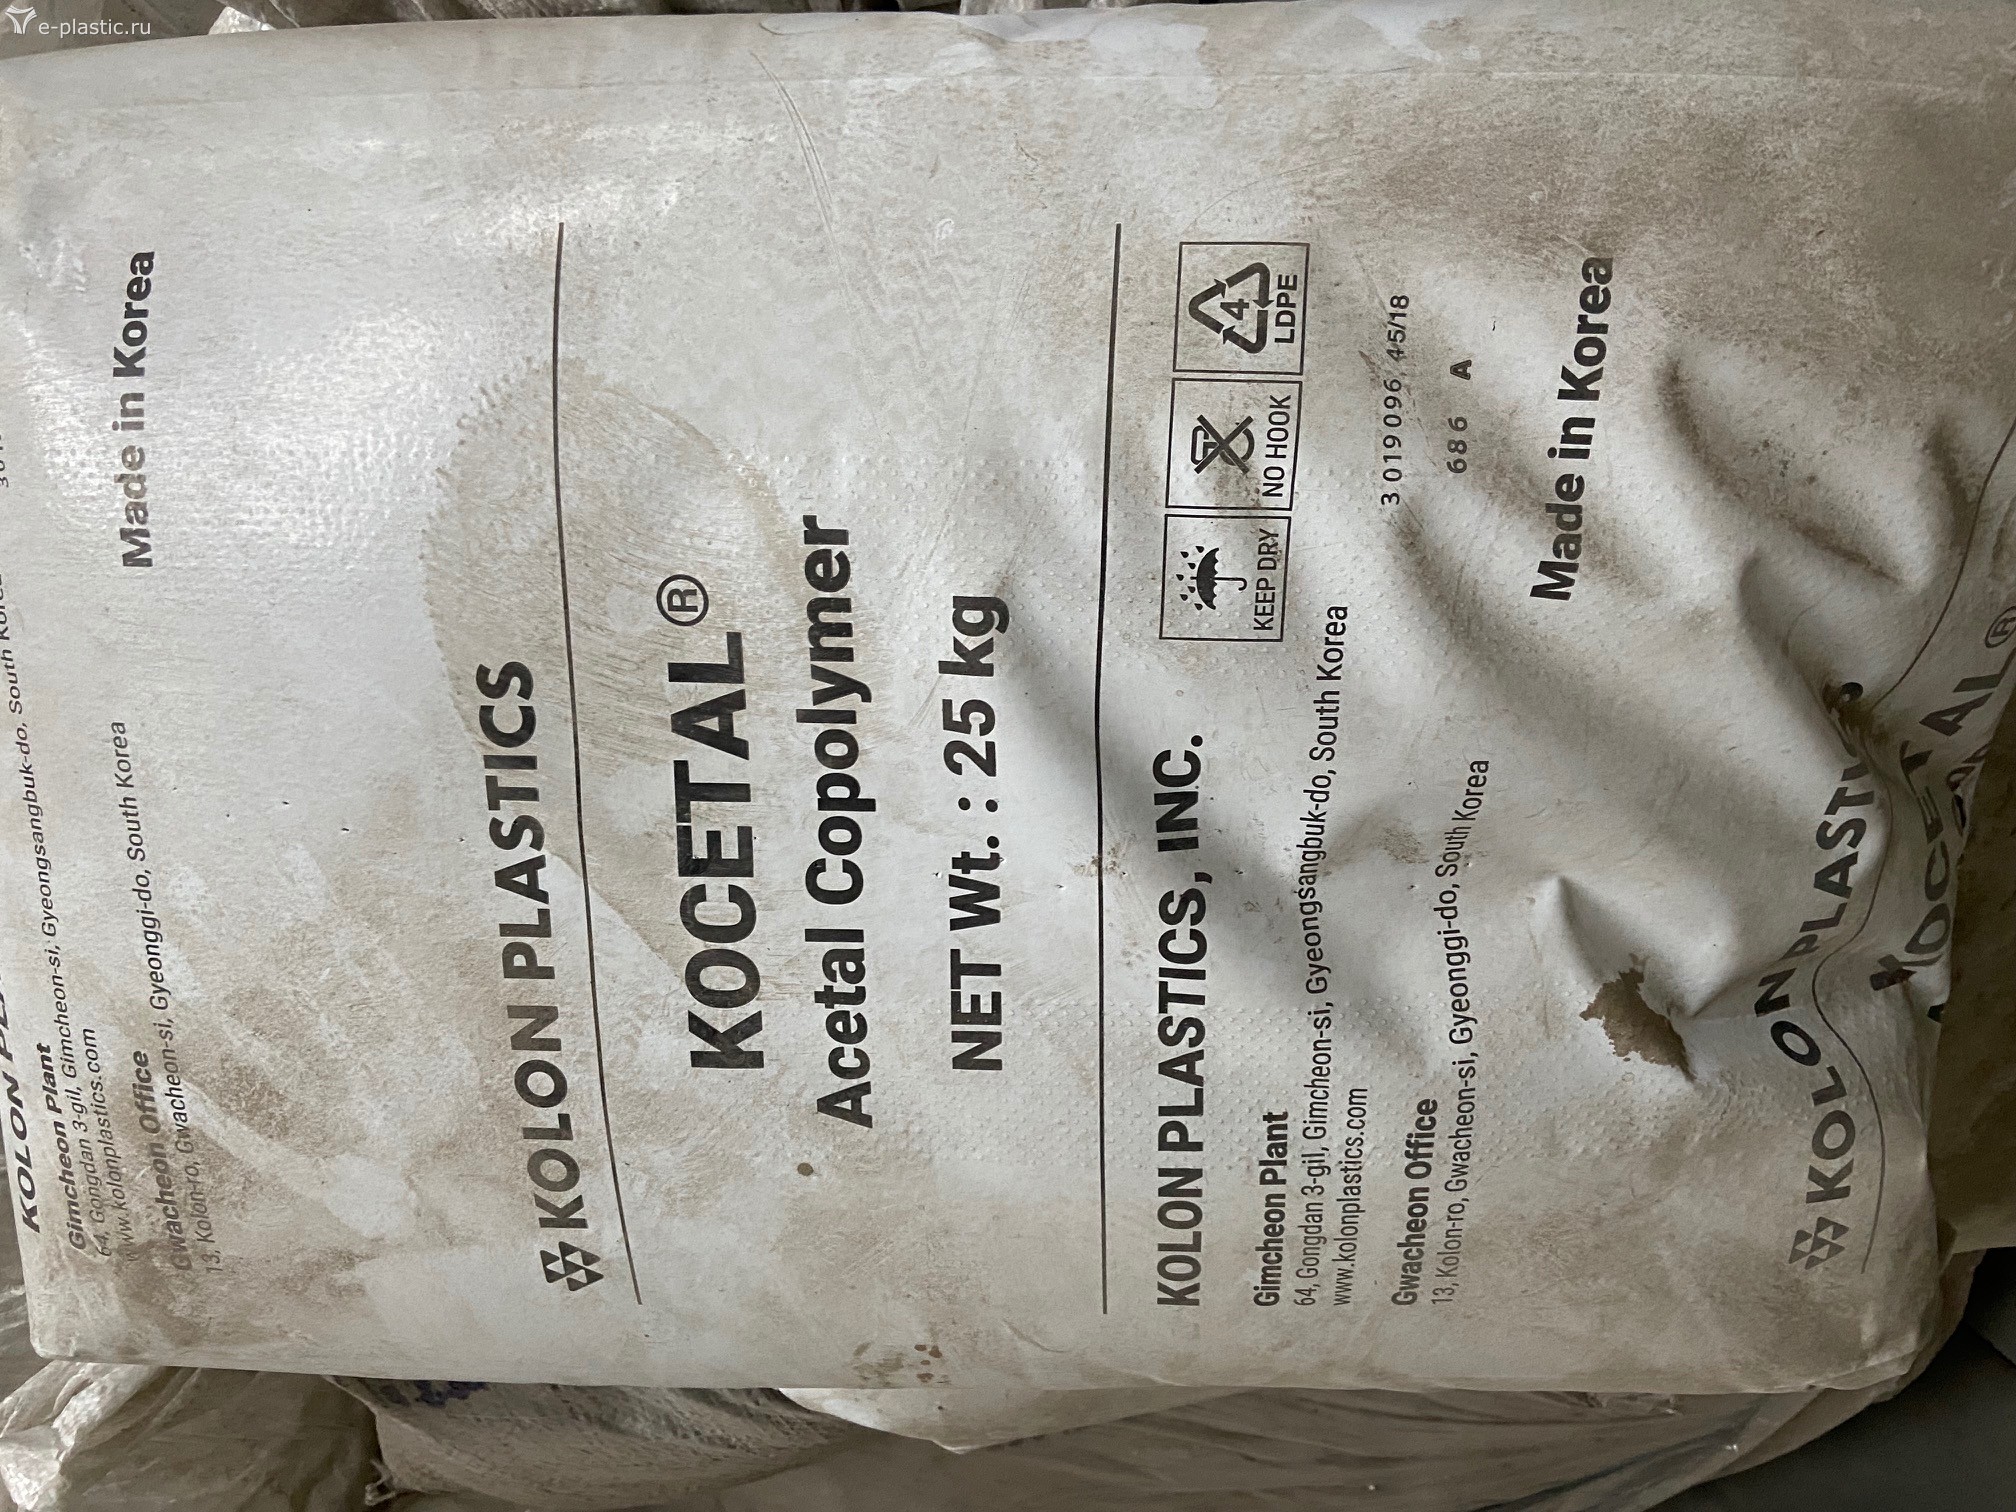 e-plastic.ru
KOLON
Gimcheon Plant
64, Gongdan 3-gil, Gimcheon-si, Gyeongsangbuk-do, South Korea
www.kolonplastics.com
Gwacheon Office
13, Kolon-ro, Gwacheon-si, Gyeonggi-do, South Korea
Made in Korea
KOLON PLASTICS
KOCETAL®
Acetal Copolymer
NET Wt. : 25 kg
KOLON PLASTICS, INC.
KEEP DRY
NO HOOK
4
LDPE
Gimcheon Plant
64, Gongdan 3-gil, Gimcheon-si, Gyeongsangbuk-do, South Korea
www.kolonplastics.com
Gwacheon Office
13, Kolon-ro, Gwacheon-si, Gyeonggi-do, South Korea
3019096, 45/18
686 A
Made in Korea
KOLON PLASTICS
KOCETAL®